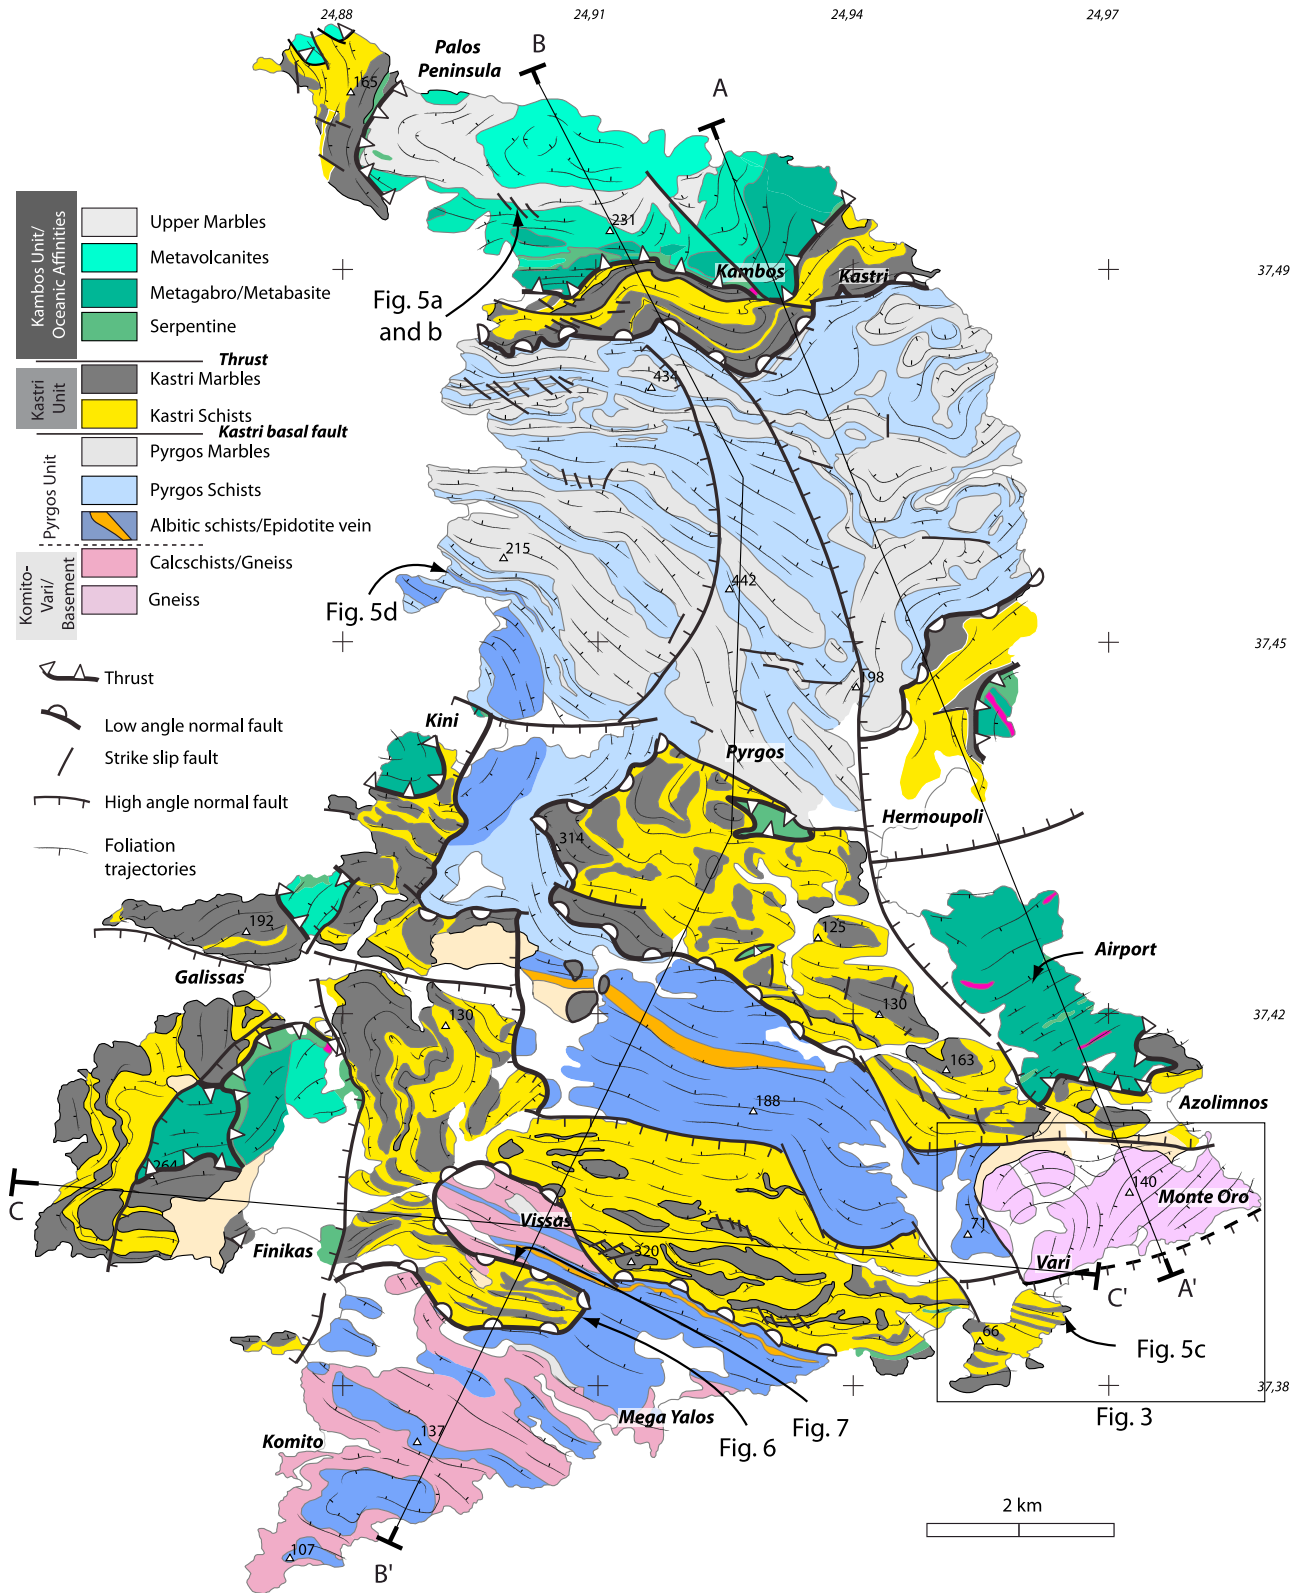 24,88
24,91
24,94
24,97
Palos
Peninsula
B
A
165
231
Kambos
Kastri
37,49
Fig. 5a
and b
Kambos Unit/
Oceanic Affinities
Upper Marbles
Metavolcanites
Metagabro/Metabasite
Serpentine
Thrust
Kastri
Unit
Kastri Marbles
Kastri Schists
Kastri basal fault
Pyrgos Unit
Pyrgos Marbles
Pyrgos Schists
Albitic schists/Epidotite vein
Komito-
Vari/
Basement
Calcschists/Gneiss
Gneiss
Thrust
Low angle normal fault
Strike slip fault
High angle normal fault
Foliation
trajectories
434
215
442
Fig. 5d
37,45
198
Kini
Pyrgos
Hermoupoli
314
192
125
Galissas
Airport
130
130
37,42
163
188
Azolimnos
264
C
140
Monte Oro
71
Vissas
Finikas
320
Vari
C'
A'
66
Fig. 5c
37,38
Fig. 3
Mega Yalos
Fig. 7
Fig. 6
Komito
137
107
B'
2 km